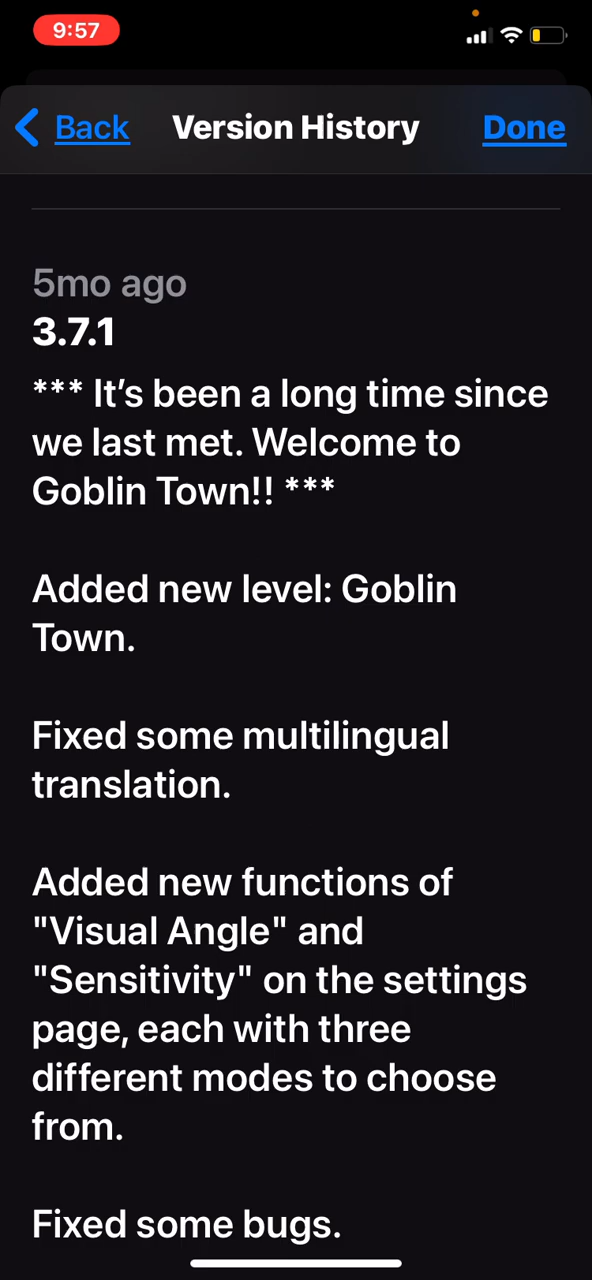 9:57
Back
Version History
Done
5mo ago
3.7.1
*** It’s been a long time since
we last met. Welcome to
Goblin Town!! ***
Added new level: Goblin
Town.
Fixed some multilingual
translation.
Added new functions of
"Visual Angle" and
"Sensitivity" on the settings
page, each with three
different modes to choose
from.
Fixed some bugs.